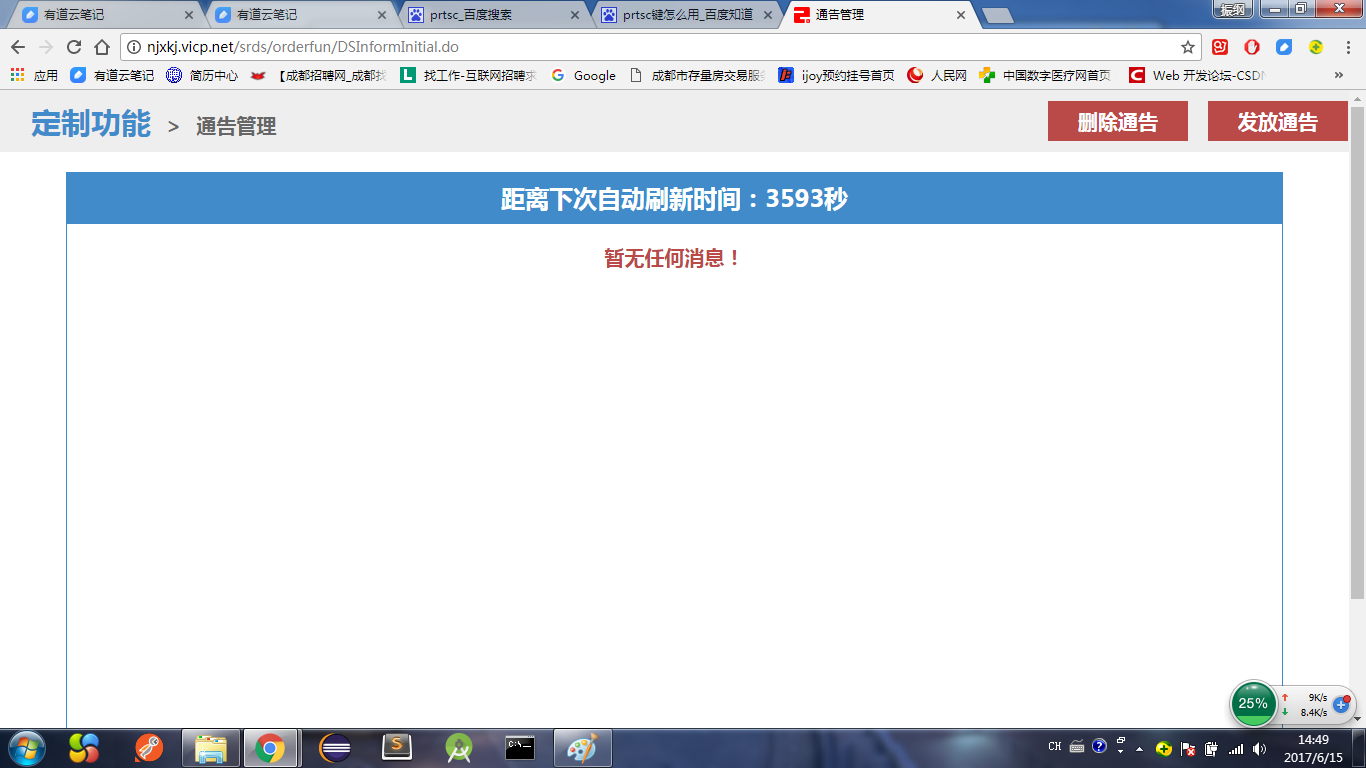 有道云笔记
有道云笔记
prtsc_百度搜索
prtsc键怎么用_百度知道
通告管理
振纲
njxkj.vicp.net/srds/orderfun/DSInformInitial.do
应用
有道云笔记
简历中心
【成都招聘网_成都找
找工作-互联网招聘求
Google
成都市存量房交易服务
ijoy预约挂号首页
人民网
中国数字医疗网首页
Web 开发论坛-CSDN
»
定制功能 > 通告管理
删除通告
发放通告
距离下次自动刷新时间：3593秒
暂无任何消息！
25%
9K/s
8.4K/s
CH
14:49
2017/6/15